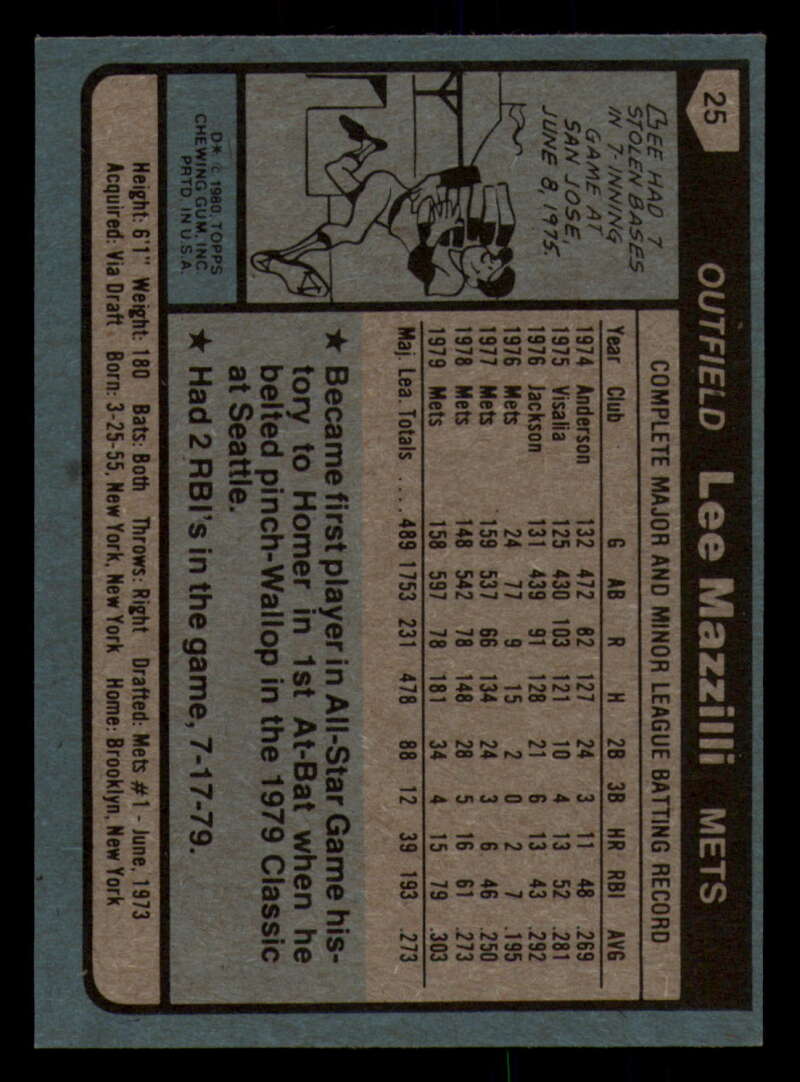 25
OUTFIELD Lee Mazzilli METS
LEE HAD 7
STOLEN BASES
IN 7-INNING
GAME AT
SAN JOSE,
JUNE 8, 1975.
D* © 1980 TOPPS
CHEWING GUM, INC.
PRTD. IN U.S.A.
COMPLETE MAJOR AND MINOR LEAGUE BATTING RECORD
Year Club G AB R H 2B 3B HR RBI AVG
1974 Anderson 132 472 82 127 24 3 11 48 .269
1975 Visalia 125 430 103 121 10 4 13 52 .281
1976 Jackson 131 439 91 128 21 6 13 43 .292
1976 Mets 24 77 9 15 2 0 2 7 .195
1977 Mets 159 537 66 134 24 3 6 46 .250
1978 Mets 148 542 78 148 28 5 16 61 .273
1979 Mets 158 597 78 181 34 4 15 79 .303
Maj. Lea. Totals .... 489 1753 231 478 88 12 39 193 .273
★ Became first player in All-Star Game his-
tory to Homer in 1st At-Bat when he
belted pinch-Wallop in the 1979 Classic
at Seattle.
★ Had 2 RBI's in the game, 7-17-79.
Height: 6'1" Weight: 180 Bats: Both Throws: Right Drafted: Mets #1 - June, 1973
Acquired: Via Draft Born: 3-25-55, New York, New York Home: Brooklyn, New York